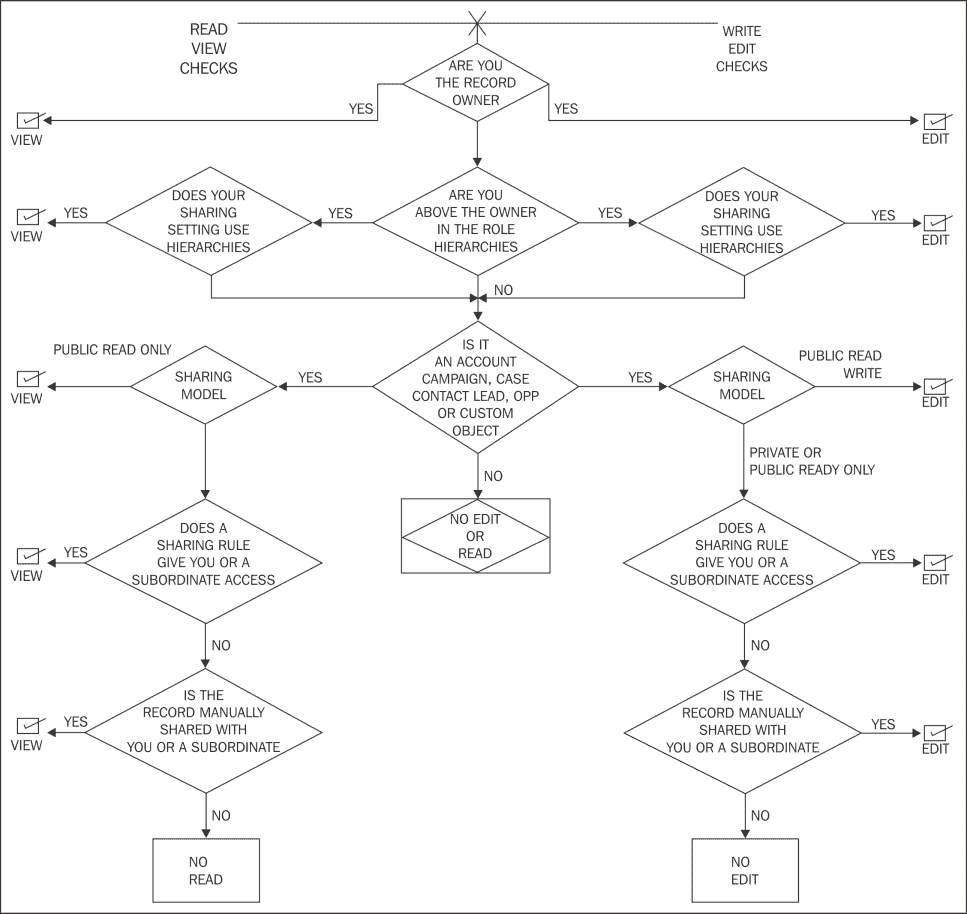 READ
VIEW
CHECKS
WRITE
EDIT
CHECKS
ARE YOU
THE RECORD
OWNER
YES
YES
VIEW
EDIT
DOES YOUR
SHARING
SETTING USE
HIERARCHIES
ARE YOU
ABOVE THE OWNER
IN THE ROLE
HIERARCHIES
DOES YOUR
SHARING
SETTING USE
HIERARCHIES
YES
YES
YES
YES
VIEW
EDIT
NO
PUBLIC READ ONLY
SHARING
MODEL
YES
IS IT
AN ACCOUNT
CAMPAIGN, CASE
CONTACT LEAD, OPP
OR CUSTOM
OBJECT
YES
SHARING
MODEL
PUBLIC READ
WRITE
VIEW
EDIT
NO
PRIVATE OR
PUBLIC READY ONLY
NO EDIT
OR
READ
DOES A
SHARING RULE
GIVE YOU OR A
SUBORDINATE ACCESS
YES
VIEW
DOES A
SHARING RULE
GIVE YOU OR A
SUBORDINATE ACCESS
YES
EDIT
NO
NO
IS THE
RECORD MANUALLY
SHARED WITH
YOU OR A SUBORDINATE
YES
VIEW
IS THE
RECORD MANUALLY
SHARED WITH
YOU OR A SUBORDINATE
YES
EDIT
NO
NO
NO
READ
NO
EDIT